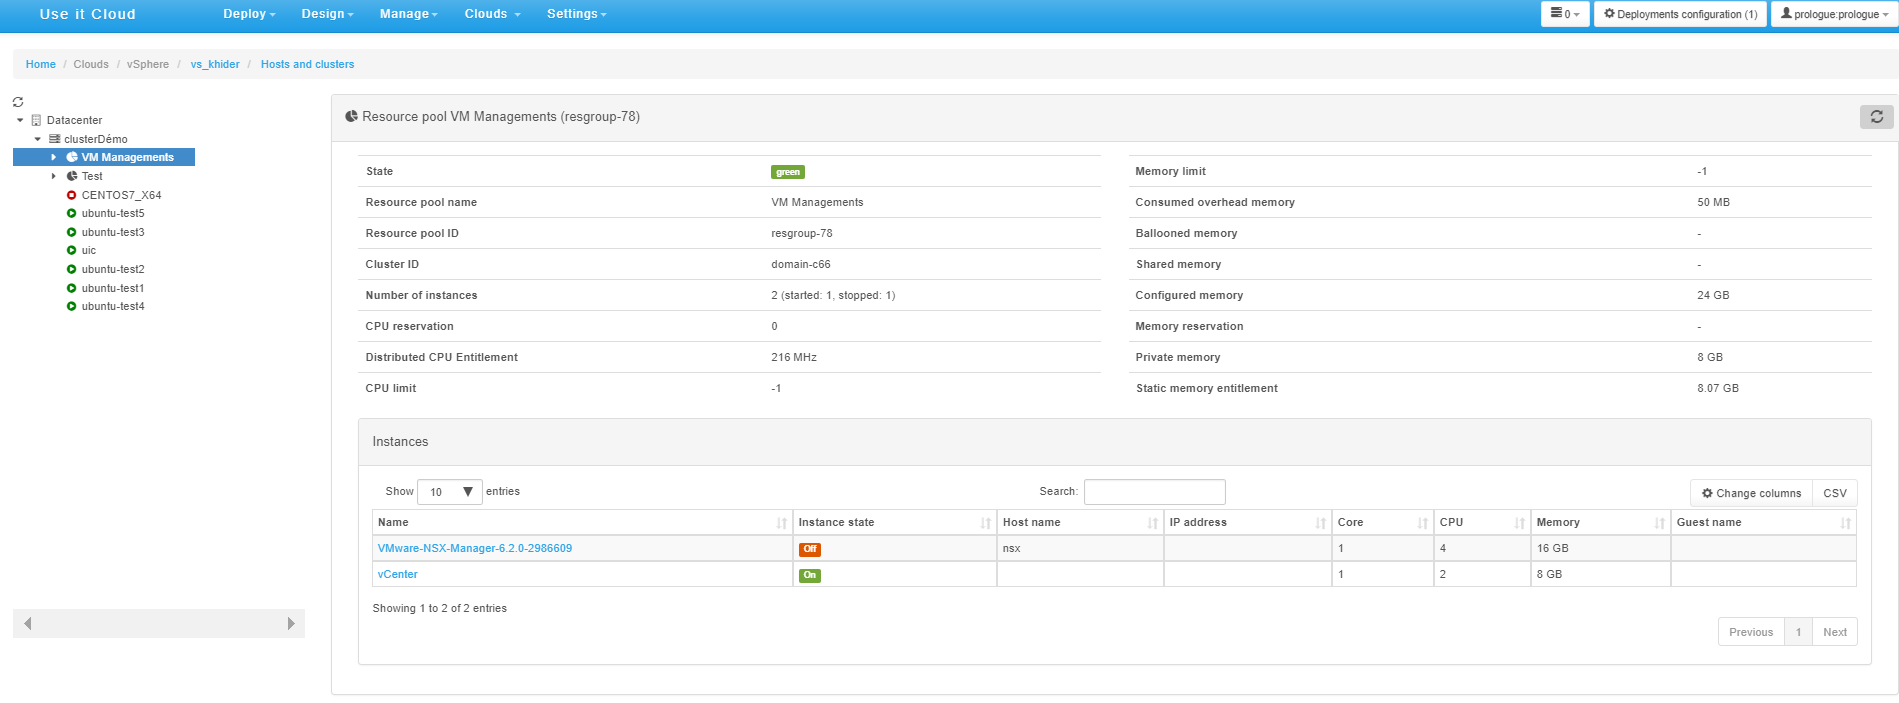 Use it Cloud Deploy Design Manage Clouds Settings 0 Deployments configuration (1) prologue:prologue
Home / Clouds / vSphere / vs_khider / Hosts and clusters
Datacenter
clusterDémo
VM Managements
Test
CENTOS7_X64
ubuntu-test5
ubuntu-test3
uic
ubuntu-test2
ubuntu-test1
ubuntu-test4
Resource pool VM Managements (resgroup-78)
State green
Resource pool name VM Managements
Resource pool ID resgroup-78
Cluster ID domain-c66
Number of instances 2 (started: 1, stopped: 1)
CPU reservation 0
Distributed CPU Entitlement 216 MHz
CPU limit -1
Memory limit -1
Consumed overhead memory 50 MB
Ballooned memory -
Shared memory -
Configured memory 24 GB
Memory reservation -
Private memory 8 GB
Static memory entitlement 8.07 GB
Instances
Show 10 entries Search: Change columns CSV
Name Instance state Host name IP address Core CPU Memory Guest name
VMware-NSX-Manager-6.2.0-2986609 Off nsx 1 4 16 GB
vCenter On 1 2 8 GB
Showing 1 to 2 of 2 entries
Previous 1 Next